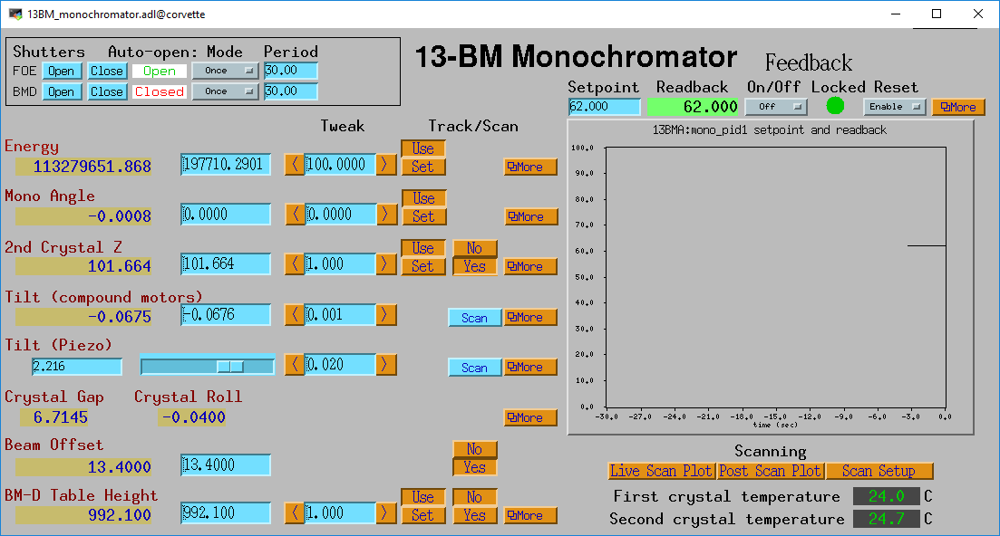 13BM_monochromator.adl@corvette
Shutters Auto-open: Mode Period
FOE Open Close Open Once 30.00
BMD Open Close Closed Once 30.00
13-BM Monochromator
Feedback
Setpoint Readback On/Off Locked Reset
62.000 62.000 Off Enable More
Tweak Track/Scan
Energy
113279651.868 197710.2901 < 100.0000 > Use Set More
Mono Angle
-0.0008 0.0000 < 0.0000 > Use Set More
2nd Crystal Z
101.664 101.664 < 1.000 > Use Set No Yes More
Tilt (compound motors)
-0.0675 -0.0676 < 0.001 > Scan More
Tilt (Piezo)
2.216 < 0.020 > Scan More
Crystal Gap Crystal Roll
6.7145 -0.0400 More
Beam Offset
13.4000 13.4000 No Yes
BM-D Table Height
992.100 992.100 < 1.000 > Use Set No Yes More
13BMA:mono_pid1 setpoint and readback
100.0
90.0
80.0
70.0
60.0
50.0
40.0
30.0
20.0
10.0
0.0
-30.0 -27.0 -24.0 -21.0 -18.0 -15.0 -12.0 -9.0 -6.0 -3.0 0.0
time (sec)
Scanning
Live Scan Plot Post Scan Plot Scan Setup
First crystal temperature 24.0 C
Second crystal temperature 24.7 C